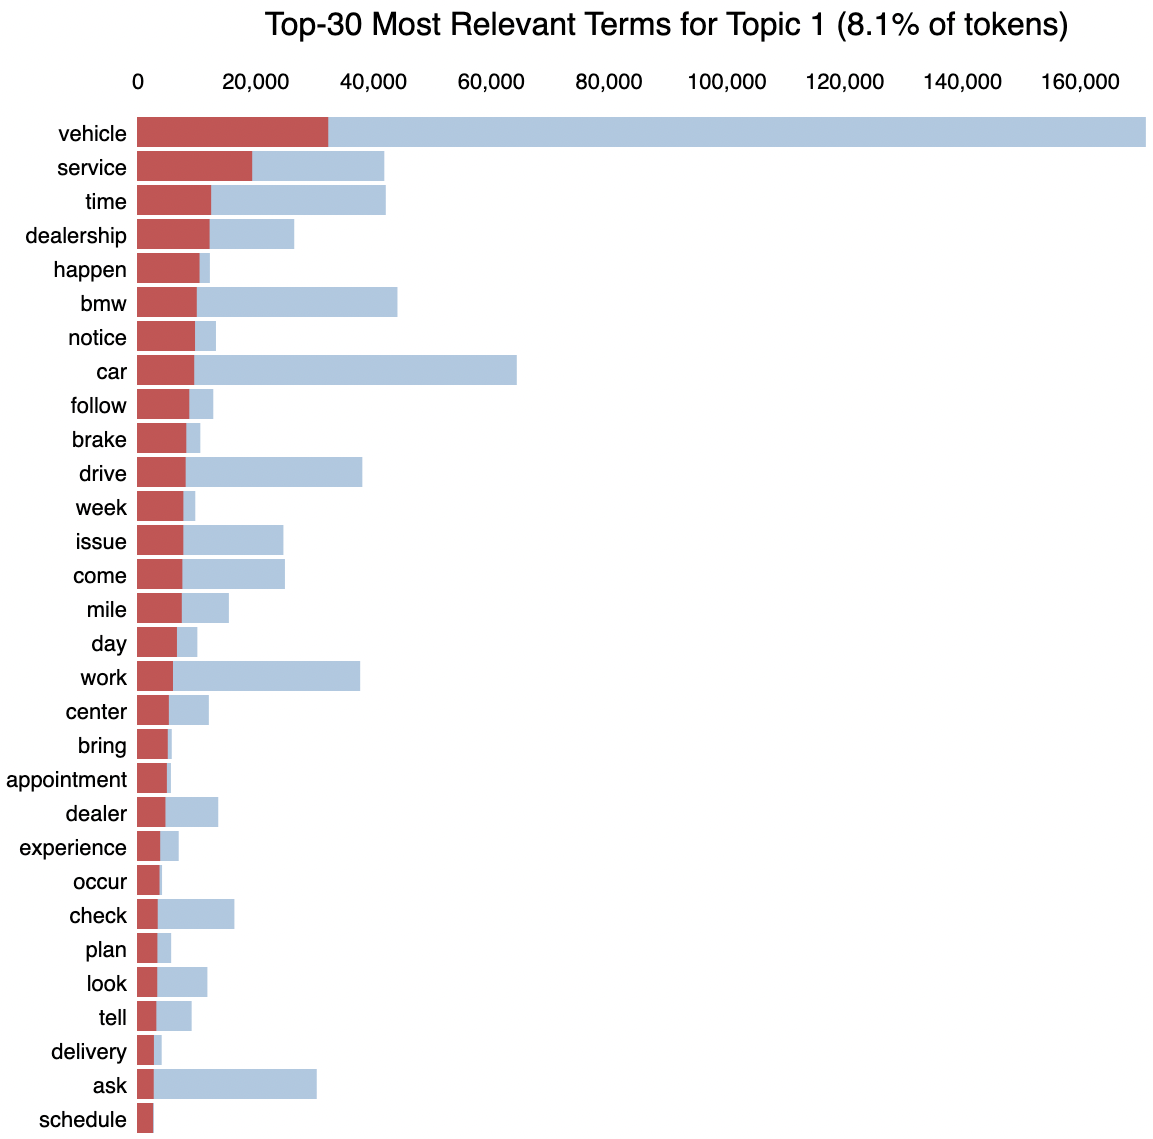 Top-30 Most Relevant Terms for Topic 1 (8.1% of tokens)
0 20,000 40,000 60,000 80,000 100,000 120,000 140,000 160,000
vehicle
service
time
dealership
happen
bmw
notice
car
follow
brake
drive
week
issue
come
mile
day
work
center
bring
appointment
dealer
experience
occur
check
plan
look
tell
delivery
ask
schedule